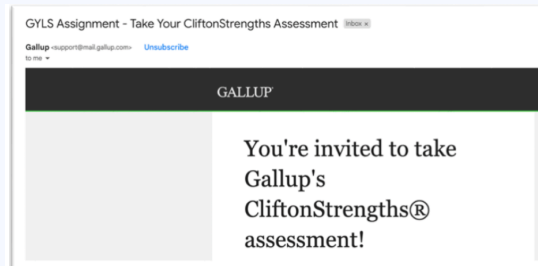 GYLS Assignment - Take Your CliftonStrengths Assessment Inbox x
Gallup <support@mail.gallup.com> Unsubscribe
to me
GALLUP
You're invited to take
Gallup's
CliftonStrengths®
assessment!